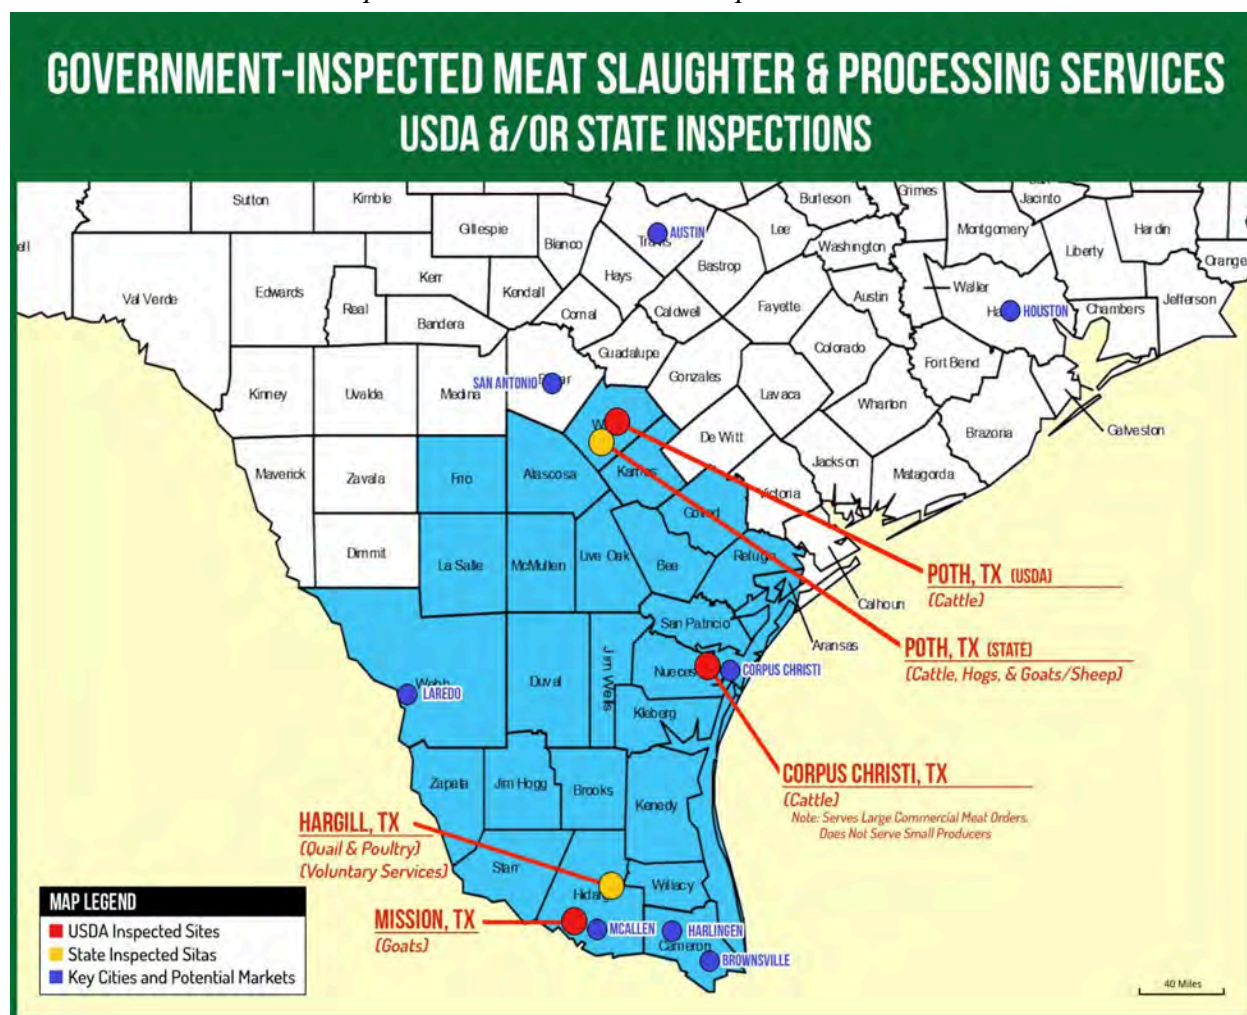 GOVERNMENT-INSPECTED MEAT SLAUGHTER & PROCESSING SERVICES
USDA &/OR STATE INSPECTIONS
Sutton
Kimble
Gillespie
Blanco
AUSTIN
Lee
Burleson
Grimes
Jacinto
Montgomery
Hardin
Liberty
Washington
Orange
ell
Val Verde
Edwards
Real
Kerr
Kendall
Hays
Bastrop
Waller
Bandera
Comal
Caldwell
Fayette
Austin
HOUSTON
Chambers
Jefferson
Guadalupe
Colorado
Fort Bend
Kinney
Uvalde
Medina
SAN ANTONIO
Gonzales
Lavaca
Wharton
Brazoria
Galveston
De Witt
Jackson
Matagorda
Maverick
Zavala
Frio
Atascosa
Karnes
Victoria
Goliad
Dimmit
La Salle
McMullen
Live Oak
Bee
Refugio
POTH, TX (USDA)
(Cattle)
Calhoun
San Patricio
Aransas
POTH, TX (STATE)
(Cattle, Hogs, & Goats/Sheep)
Webb
LAREDO
Duval
Jim Wells
Nueces
CORPUS CHRISTI
Kleberg
Zapata
Jim Hogg
Brooks
Kenedy
CORPUS CHRISTI, TX
(Cattle)
Note: Serves Large Commercial Meat Orders.
Does Not Serve Small Producers
HARGILL, TX
(Quail & Poultry)
(Voluntary Services)
Starr
Hidalgo
Willacy
MISSION, TX
(Goats)
MCALLEN
HARLINGEN
Cameron
BROWNSVILLE
MAP LEGEND
USDA Inspected Sites
State Inspected Sitas
Key Cities and Potential Markets
40 Miles